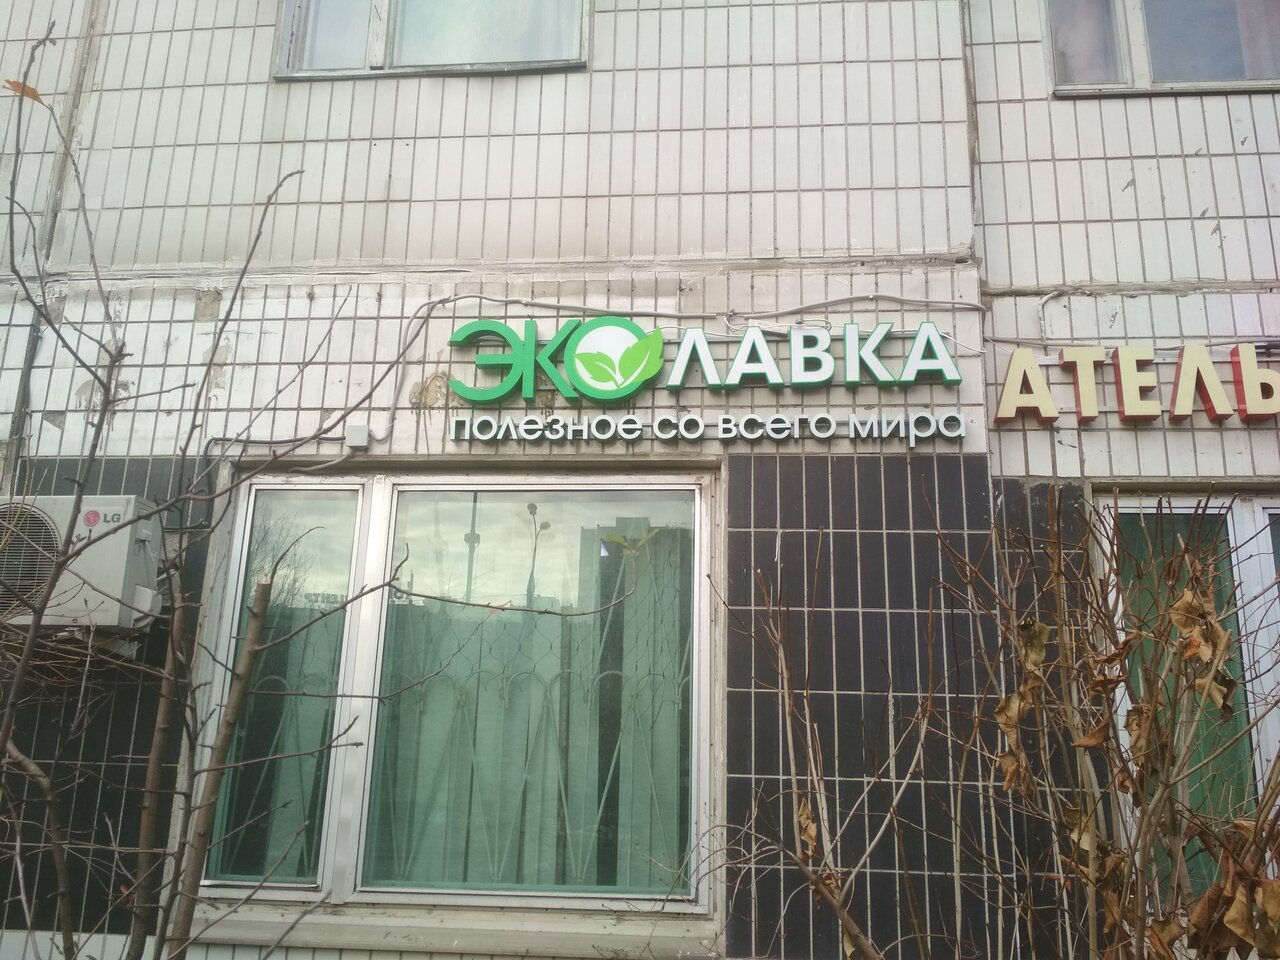 ЭКОЛАВКА
полезное со всего мира
АТЕЛЬ
LG